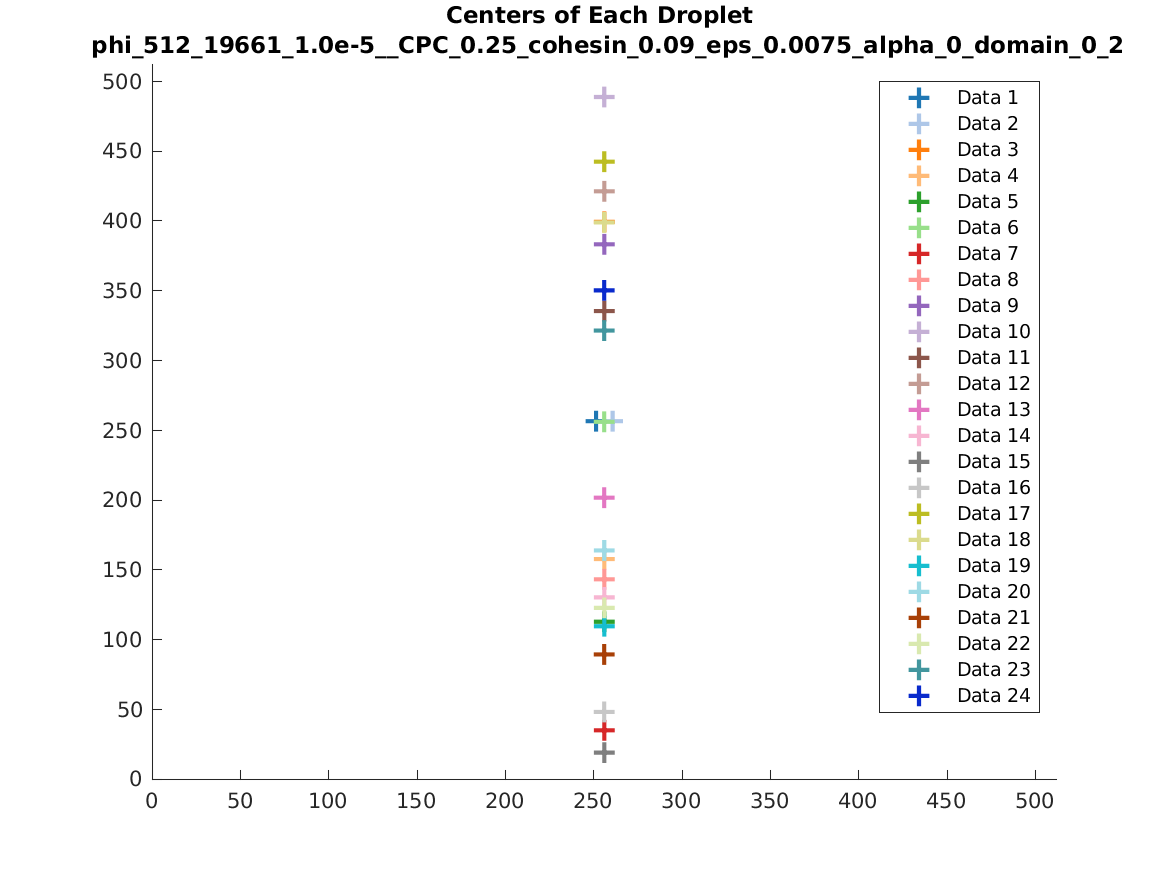 Centers of Each Droplet
phi_512_19661_1.0e-5__CPC_0.25_cohesin_0.09_eps_0.0075_alpha_0_domain_0_2
500
450
400
350
300
250
200
150
100
50
0
0 50 100 150 200 250 300 350 400 450 500
Data 1
Data 2
Data 3
Data 4
Data 5
Data 6
Data 7
Data 8
Data 9
Data 10
Data 11
Data 12
Data 13
Data 14
Data 15
Data 16
Data 17
Data 18
Data 19
Data 20
Data 21
Data 22
Data 23
Data 24